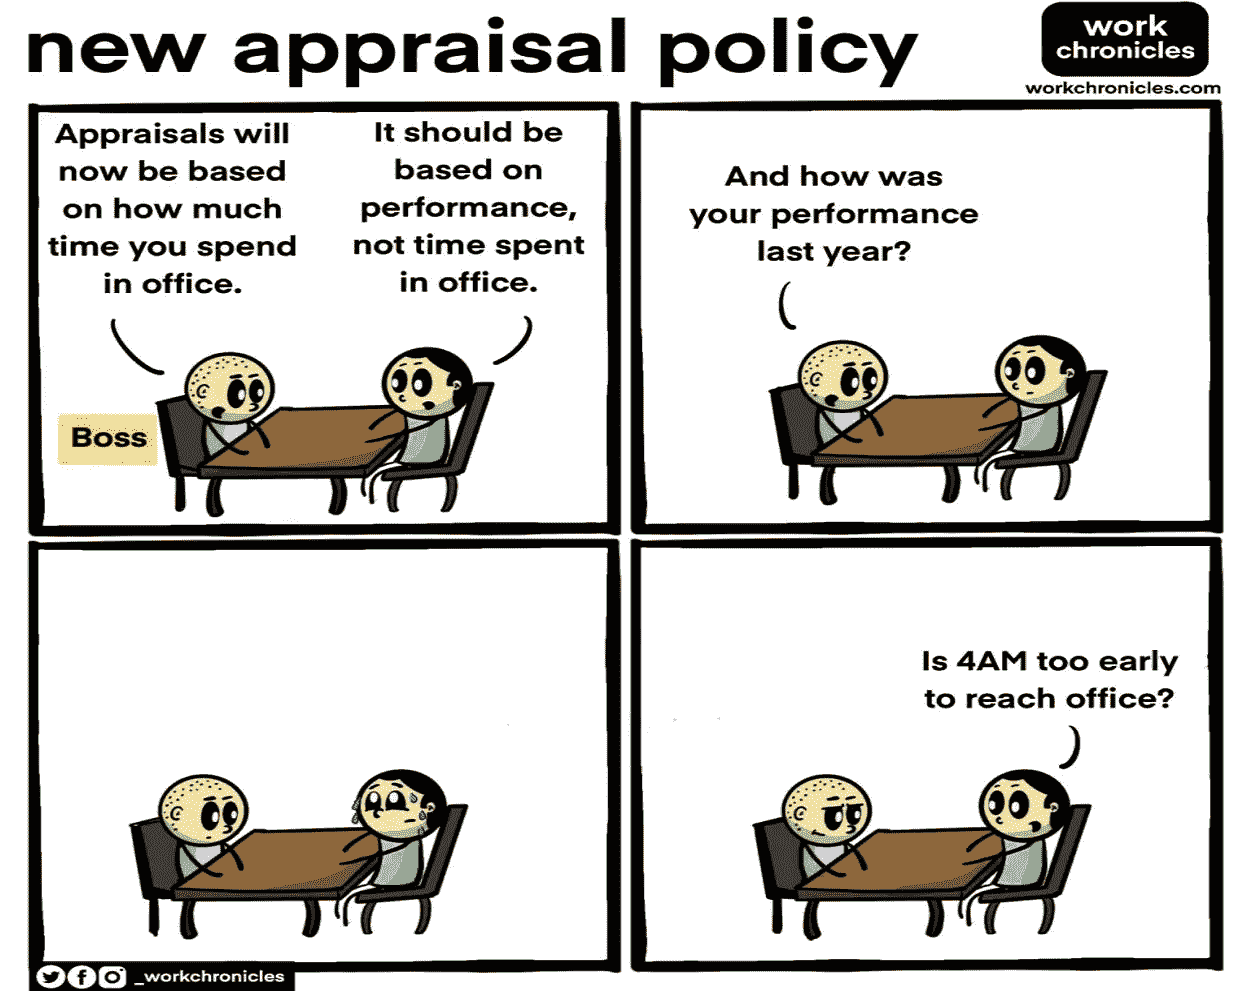 new appraisal policy
work
chronicles
workchronicles.com
Appraisals will
now be based
on how much
time you spend
in office.
It should be
based on
performance,
not time spent
in office.
Boss
And how was
your performance
last year?
Is 4AM too early
to reach office?
_workchronicles